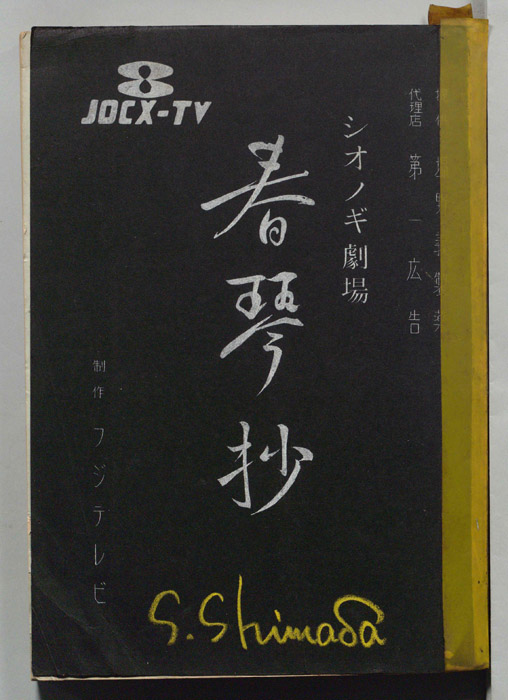 8
JOCX-TV
代理店 第一広告
シオノギ劇場
春琴抄
制作 フジテレビ
S. Shimada